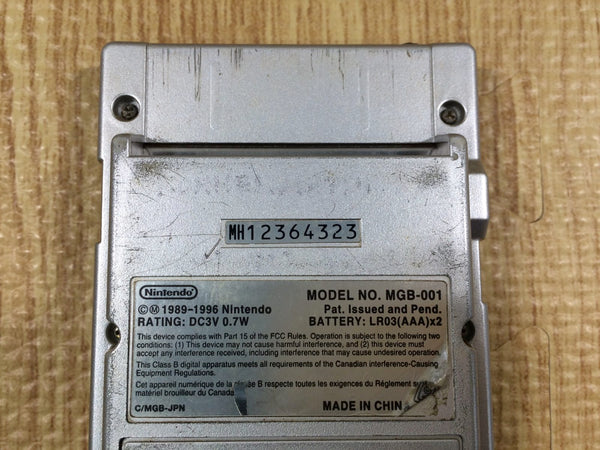 MH12364323
Nintendo
MODEL NO. MGB-001
©Ⓜ 1989-1996 Nintendo
Pat. Issued and Pend.
RATING: DC3V 0.7W
BATTERY: LR03(AAA)x2
This device complies with Part 15 of the FCC Rules. Operation is subject to the following two
conditions: (1) This device may not cause harmful interference, and (2) this device must
accept any interference received, including interference that may cause undesired operation.
This Class B digital apparatus meets all requirements of the Canadian interference-Causing
Equipment Regulations.
Cet appareil numérique de la classe B respecte toutes les exigences du Réglement sur
matériel brouilleur du Canada
C/MGB-JPN
MADE IN CHIN